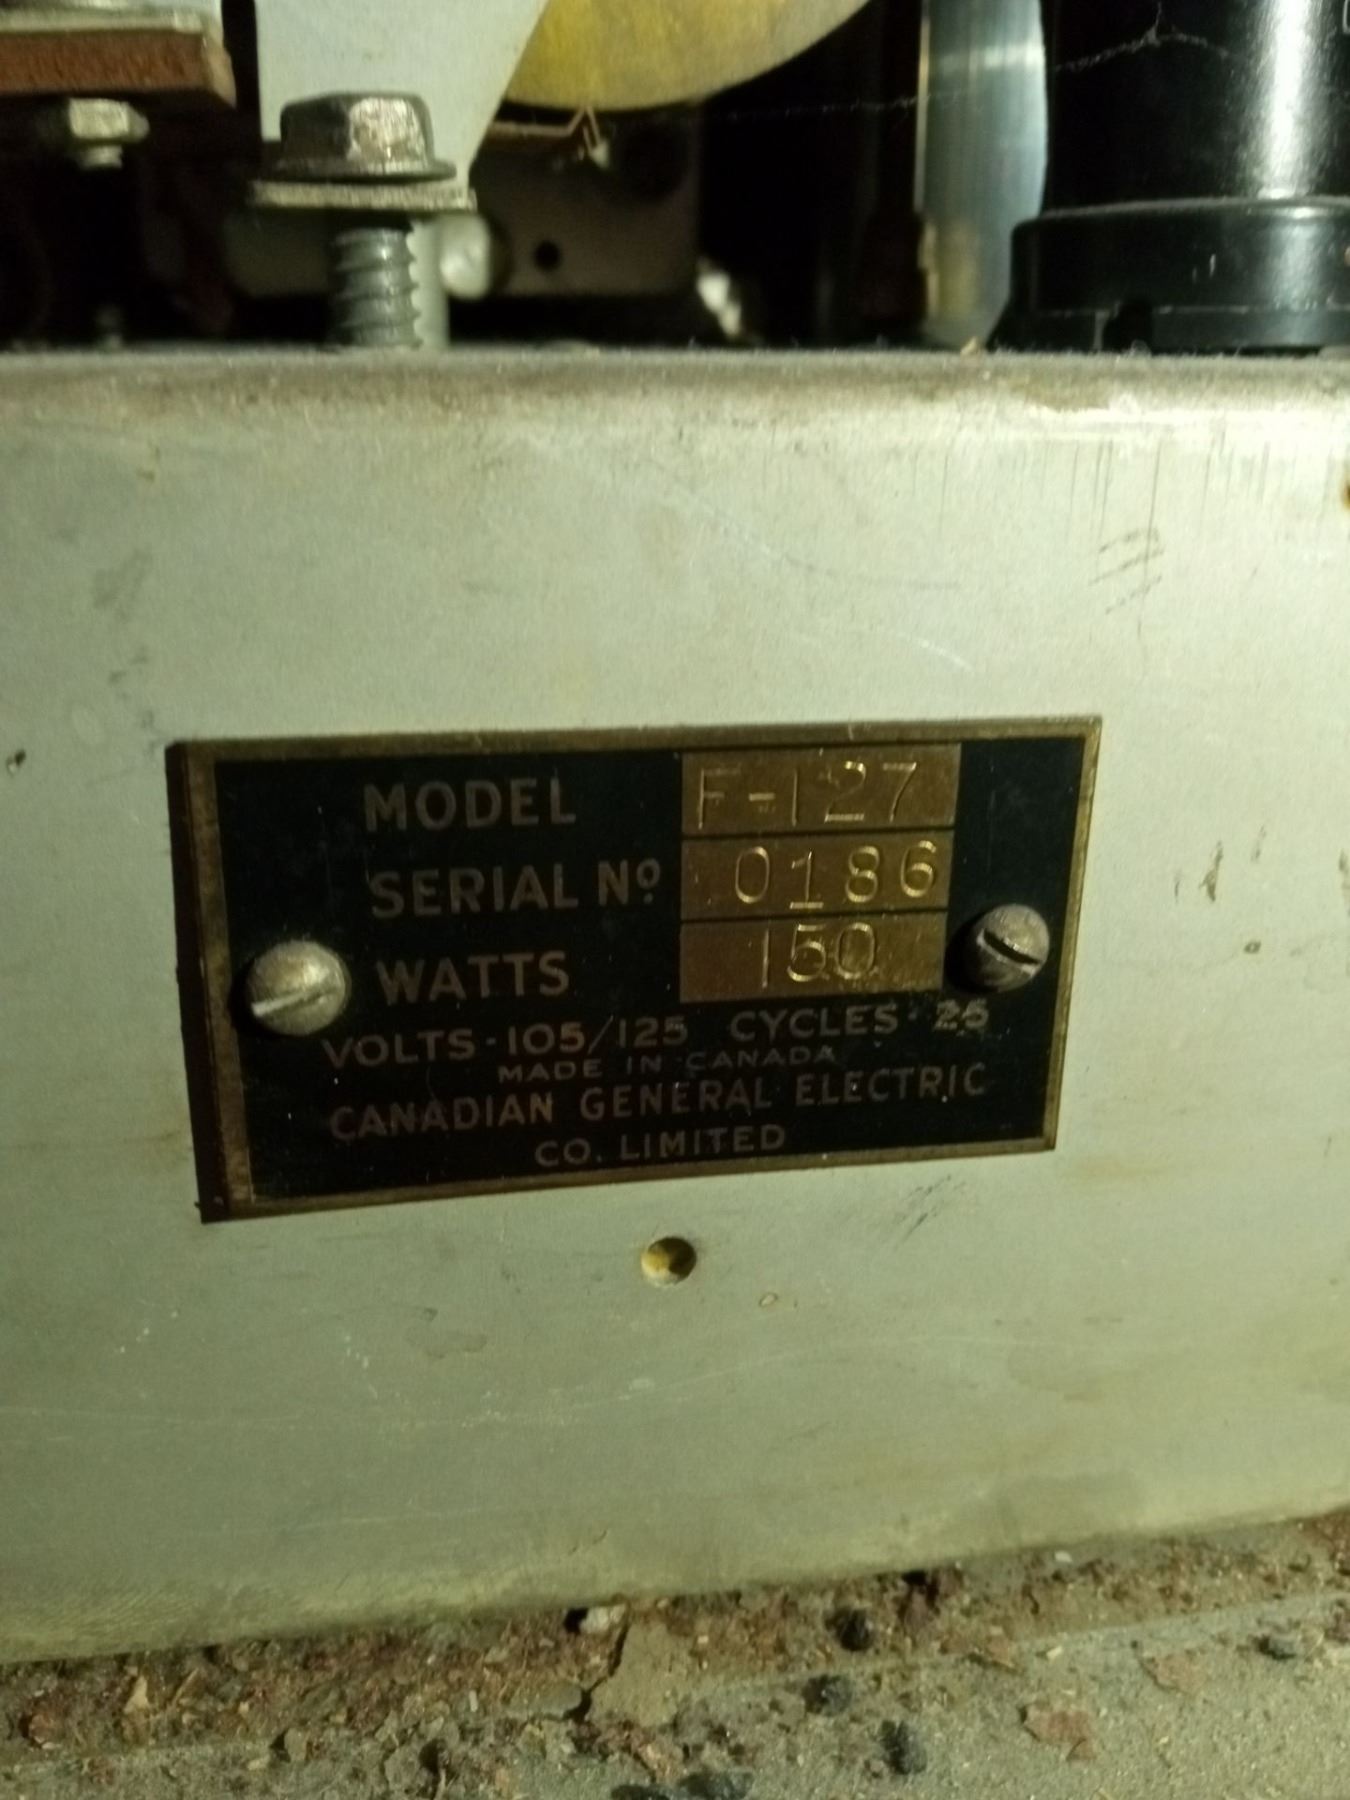 MODEL F-127
SERIAL Nº 0186
WATTS 150
VOLTS-105/125 CYCLES-25
MADE IN CANADA
CANADIAN GENERAL ELECTRIC
CO. LIMITED